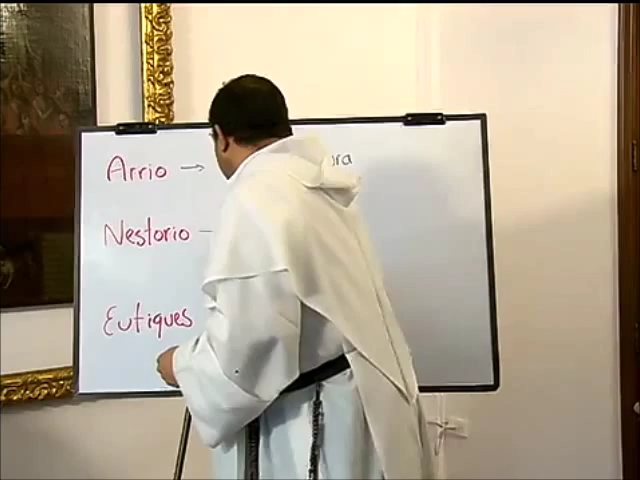 Arrio →
Nestorio –
Eutiques